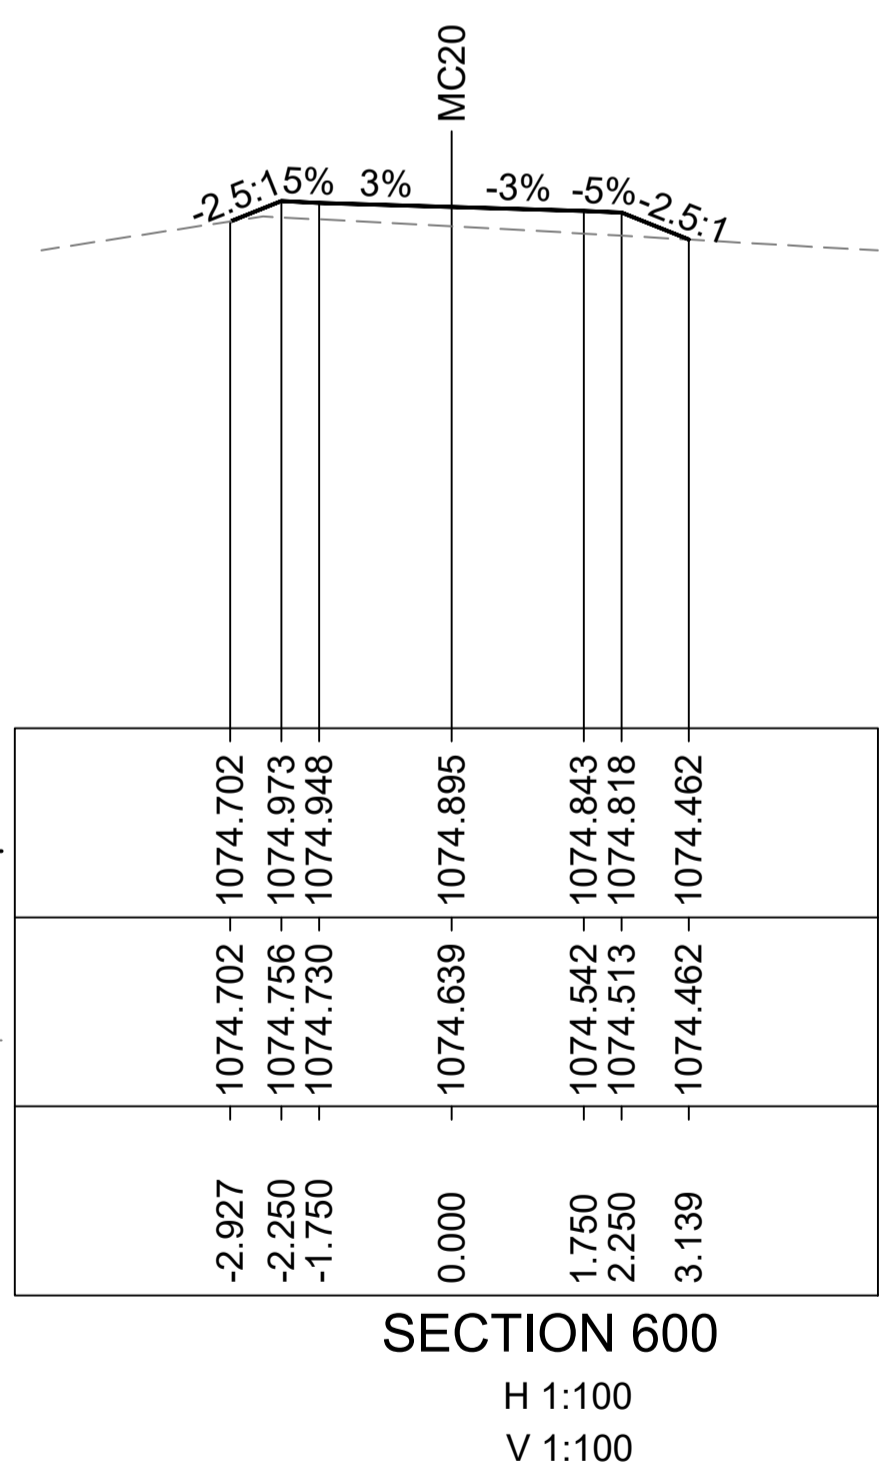 MC20
-2.5:1 5% 3% -3% -5% -2.5:1
1074.702 1074.973 1074.948 1074.895 1074.843 1074.818 1074.462
1074.702 1074.756 1074.730 1074.639 1074.542 1074.513 1074.462
-2.927 -2.250 -1.750 0.000 1.750 2.250 3.139
SECTION 600
H 1:100
V 1:100